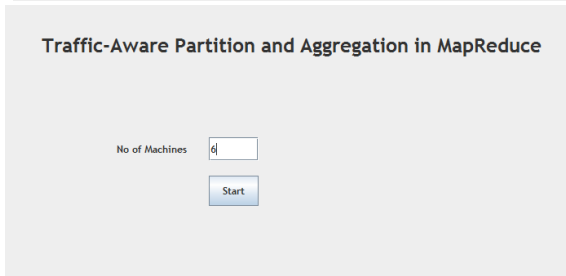 Traffic-Aware Partition and Aggregation in MapReduce
No of Machines 6
Start